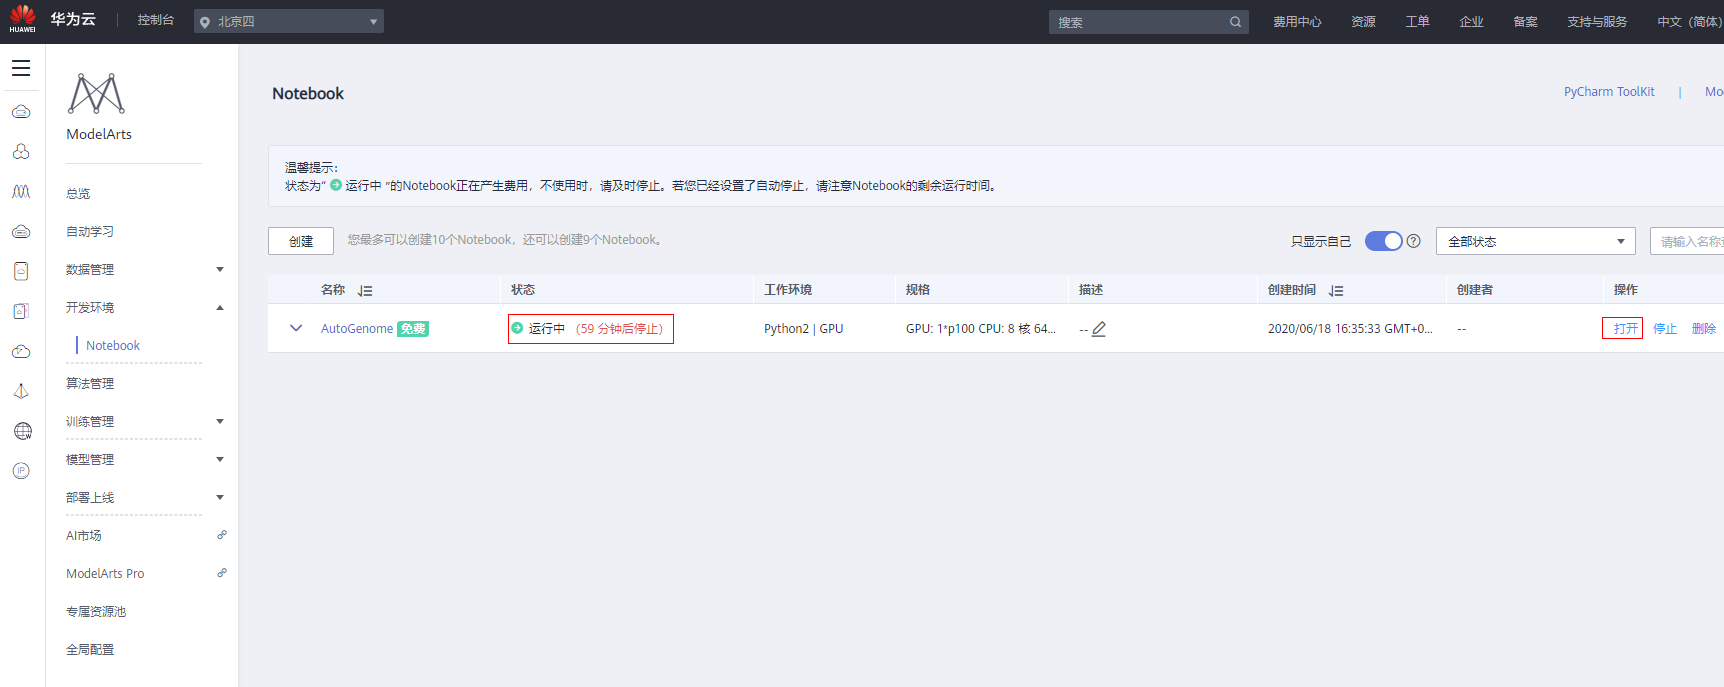 HUAWEI
华为云
控制台
北京四
搜索
费用中心
资源
工单
企业
备案
支持与服务
中文 (简体)
ModelArts
总览
自动学习
数据管理
开发环境
Notebook
算法管理
训练管理
模型管理
部署上线
AI市场
ModelArts Pro
专属资源池
全局配置
IP
Notebook
PyCharm ToolKit
|
Mo
温馨提示：
状态为“ 运行中 ”的Notebook正在产生费用，不使用时，请及时停止。若您已经设置了自动停止，请注意Notebook的剩余运行时间。
创建
您最多可以创建10个Notebook，还可以创建9个Notebook。
只显示自己
全部状态
请输入名称
名称
状态
工作环境
规格
描述
创建时间
创建者
操作
AutoGenome
免费
运行中 （59 分钟后停止）
Python2 | GPU
GPU: 1*p100 CPU: 8 核 64...
--
2020/06/18 16:35:33 GMT+0...
--
打开
停止
删除